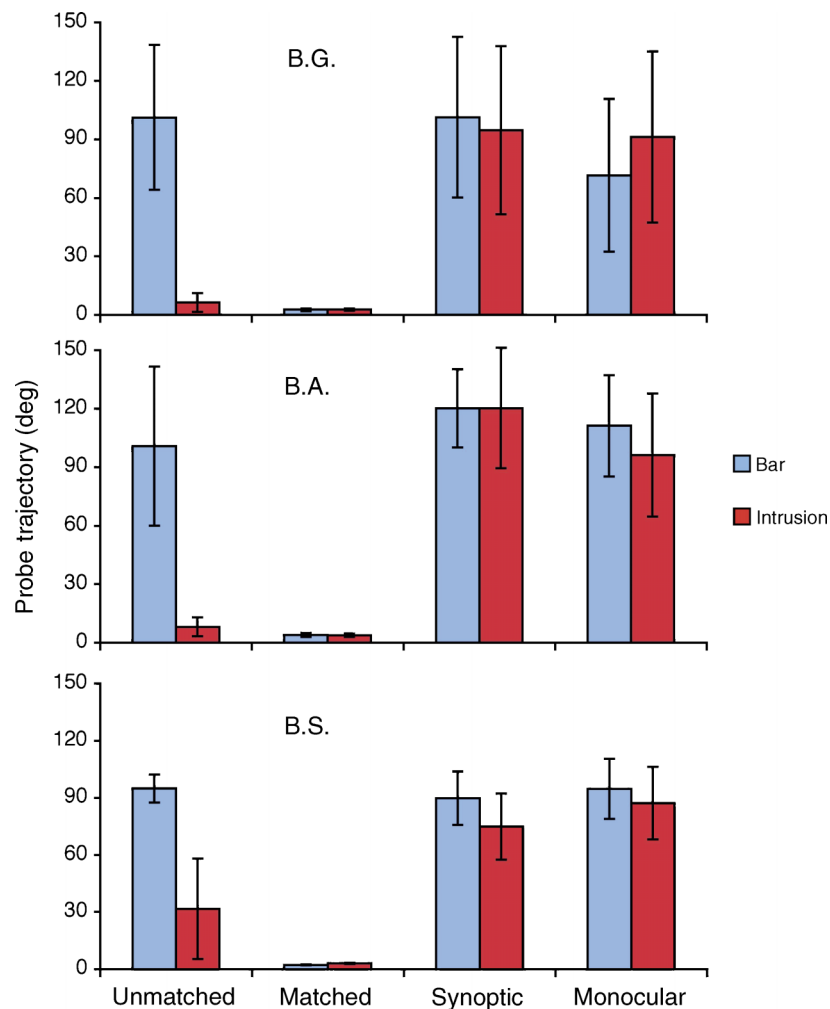 150
B.G.
120
90
60
30
0
150
B.A.
120
90
60
30
0
150
B.S.
120
90
60
30
0
Probe trajectory (deg)
Bar
Intrusion
Unmatched Matched Synoptic Monocular